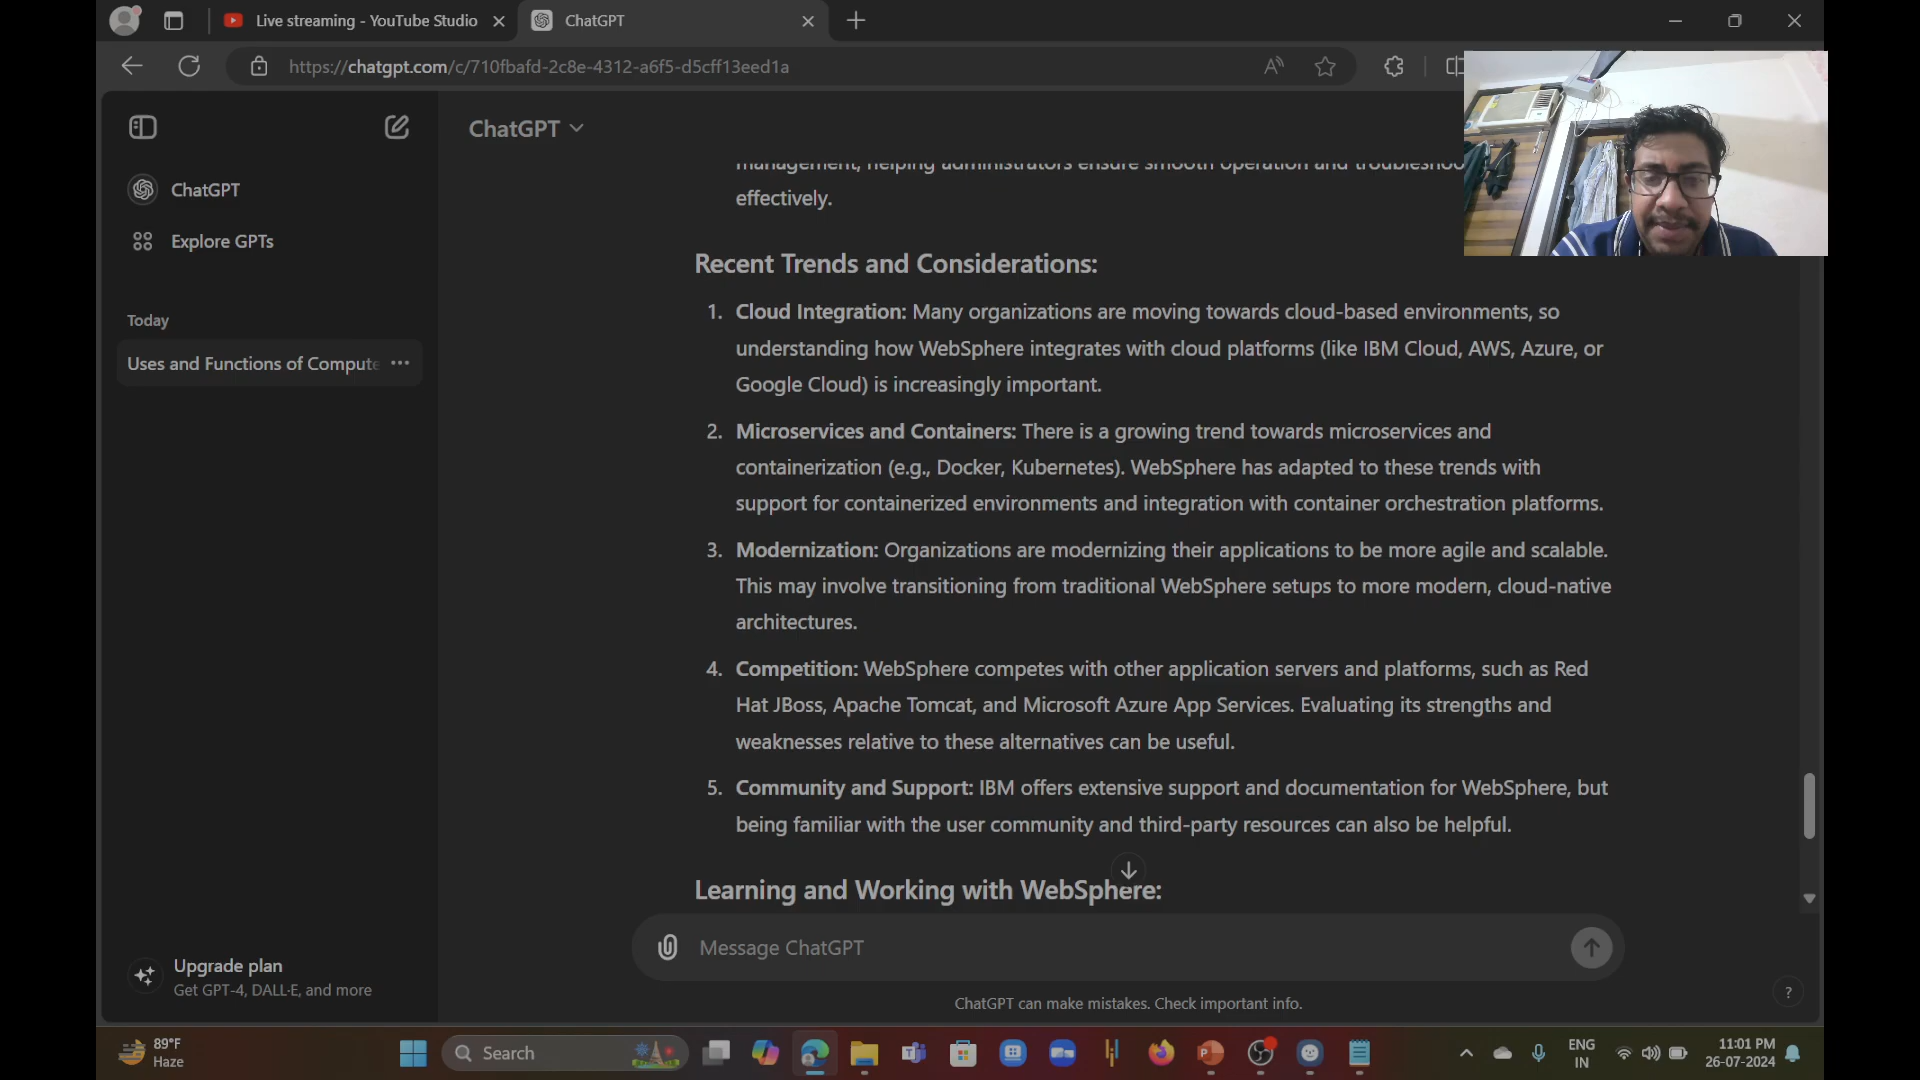 Live streaming - YouTube Studio
ChatGPT
https://chatgpt.com/c/710fbafd-2c8e-4312-a6f5-d5cff13eed1a
ChatGPT
ChatGPT
Explore GPTs
Today
Uses and Functions of Compute
Upgrade plan
Get GPT-4, DALL·E, and more
management, helping administrators ensure smooth operation and troubleshoo
effectively.
Recent Trends and Considerations:
1. Cloud Integration: Many organizations are moving towards cloud-based environments, so
understanding how WebSphere integrates with cloud platforms (like IBM Cloud, AWS, Azure, or
Google Cloud) is increasingly important.
2. Microservices and Containers: There is a growing trend towards microservices and
containerization (e.g., Docker, Kubernetes). WebSphere has adapted to these trends with
support for containerized environments and integration with container orchestration platforms.
3. Modernization: Organizations are modernizing their applications to be more agile and scalable.
This may involve transitioning from traditional WebSphere setups to more modern, cloud-native
architectures.
4. Competition: WebSphere competes with other application servers and platforms, such as Red
Hat JBoss, Apache Tomcat, and Microsoft Azure App Services. Evaluating its strengths and
weaknesses relative to these alternatives can be useful.
5. Community and Support: IBM offers extensive support and documentation for WebSphere, but
being familiar with the user community and third-party resources can also be helpful.
Learning and Working with WebSphere:
Message ChatGPT
ChatGPT can make mistakes. Check important info.
?
89°F
Haze
Search
ENG
IN
11:01 PM
26-07-2024